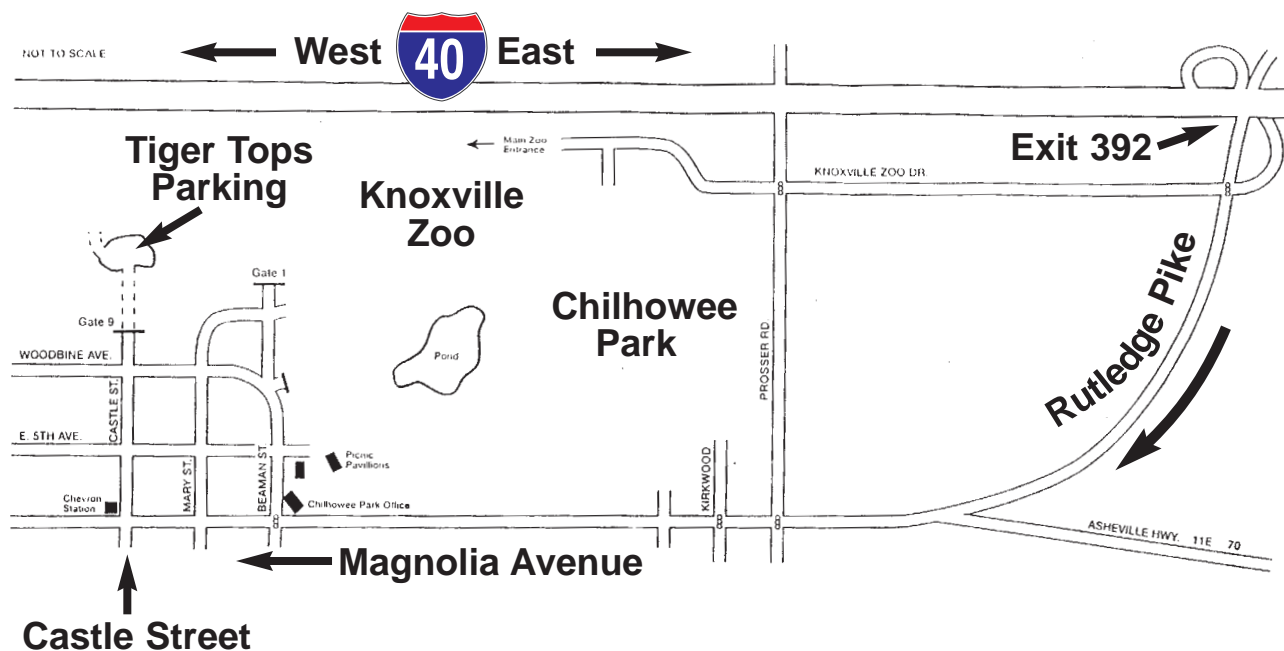 NOT TO SCALE
West
40
East
Main Zoo
Entrance
Exit 392
Tiger Tops
Parking
Knoxville
Zoo
KNOXVILLE ZOO DR.
Gate 1
Rutledge Pike
Chilhowee
Park
Gate 9
Pond
WOODBINE AVE.
PROSSER RD.
CASTLE ST.
E. 5TH AVE.
MARY ST.
BEAMAN ST.
Picnic
Pavillions
KIRKWOOD
Chevron
Station
Chilhowee Park Office
ASHEVILLE HWY. 11E 70
Magnolia Avenue
Castle Street